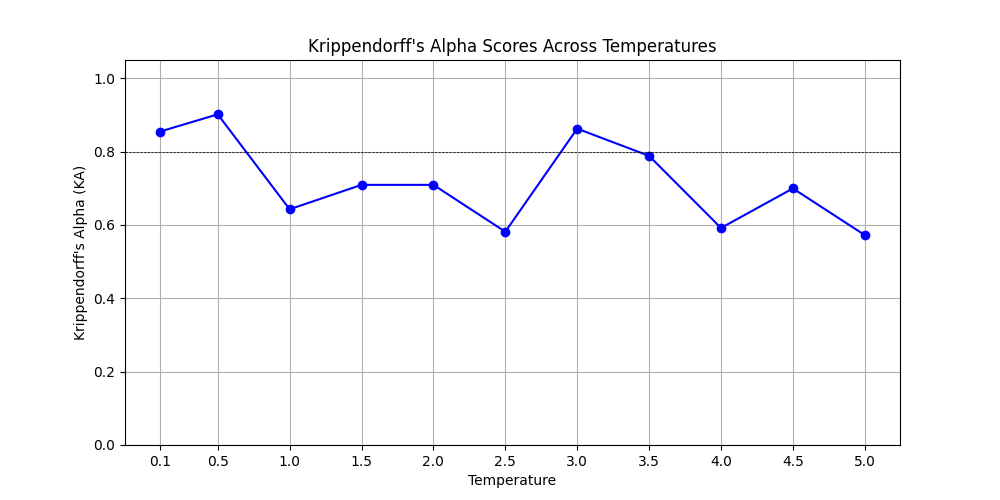 Krippendorff's Alpha Scores Across Temperatures
Krippendorff's Alpha (KA)
1.0
0.8
0.6
0.4
0.2
0.0
0.1 0.5 1.0 1.5 2.0 2.5 3.0 3.5 4.0 4.5 5.0
Temperature